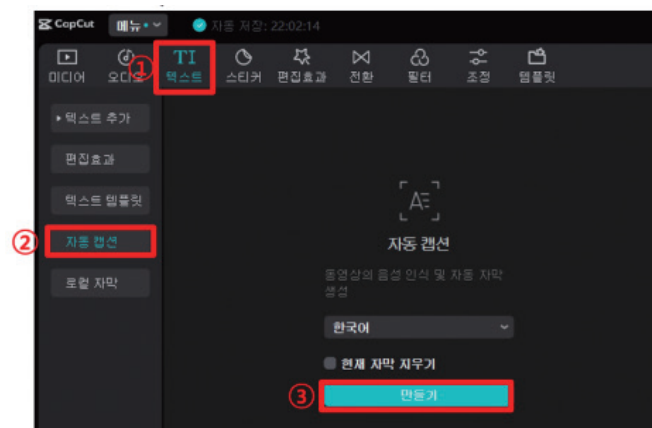 CapCut 메뉴 자동 저장: 22:02:14
미디어 오디오 TI 텍스트 스티커 편집효과 전환 필터 조정 템플릿
①
텍스트 추가
편집효과
텍스트 템플릿
② 자동 캡션
로컬 자막
자동 캡션
동영상의 음성 인식 및 자동 자막
생성
한국어
현재 자막 지우기
③ 만들기